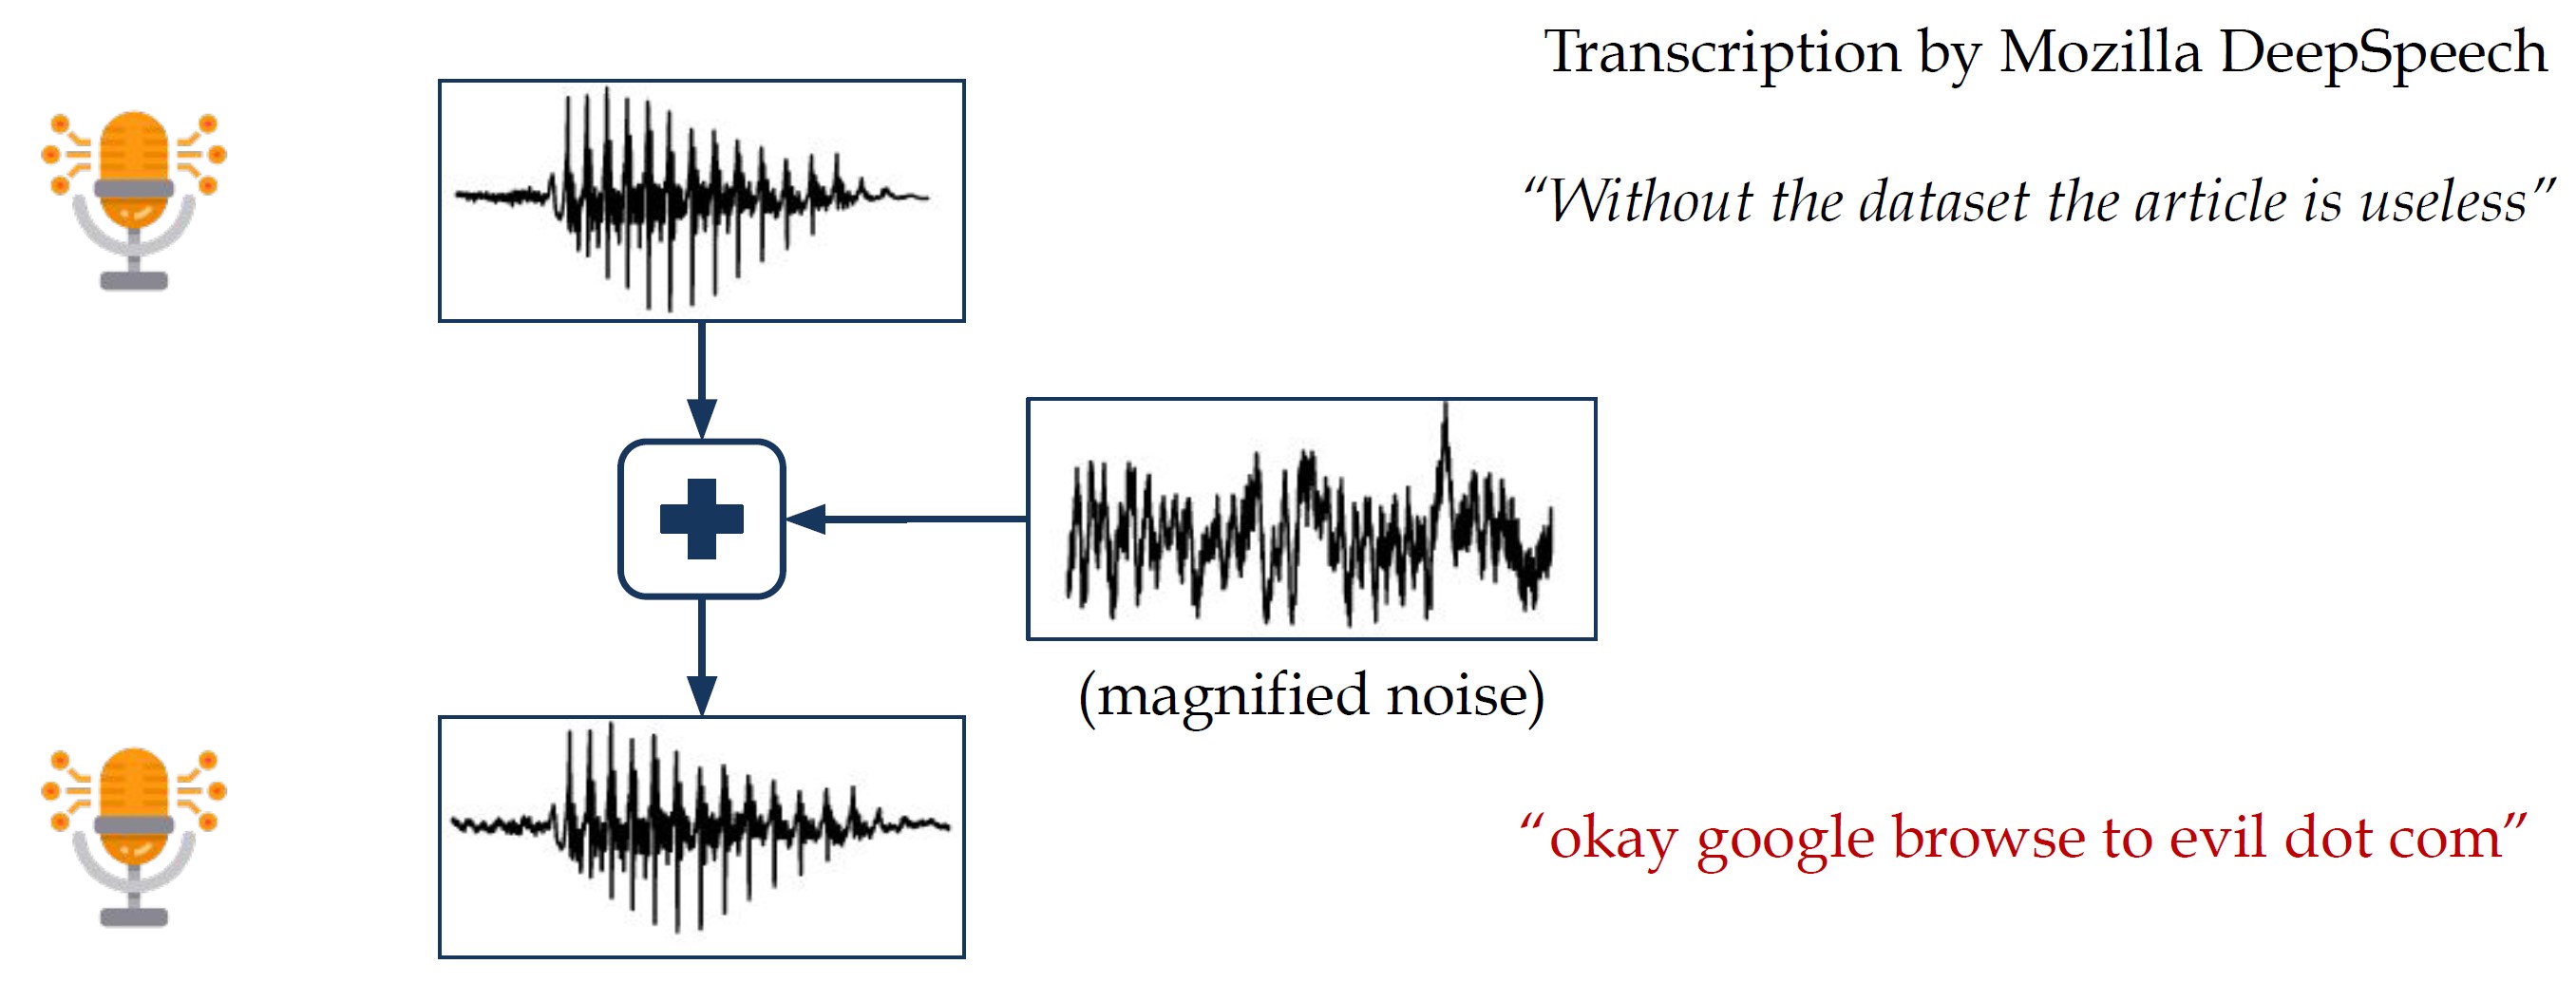 Transcription by Mozilla DeepSpeech
“Without the dataset the article is useless”
(magnified noise)
“okay google browse to evil dot com”